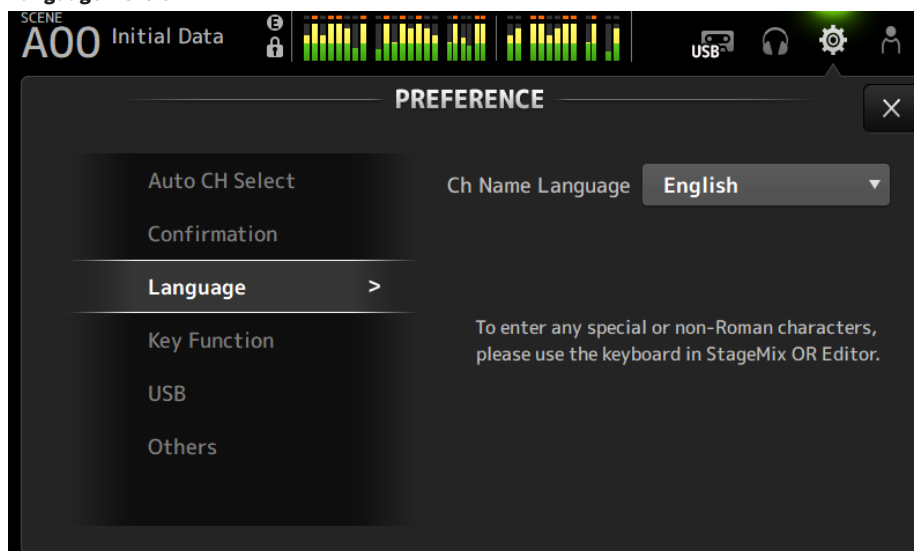 SCENE
A00 Initial Data
E
USB
PREFERENCE
Auto CH Select
Confirmation
Language >
Key Function
USB
Others
Ch Name Language English
To enter any special or non-Roman characters,
please use the keyboard in StageMix OR Editor.